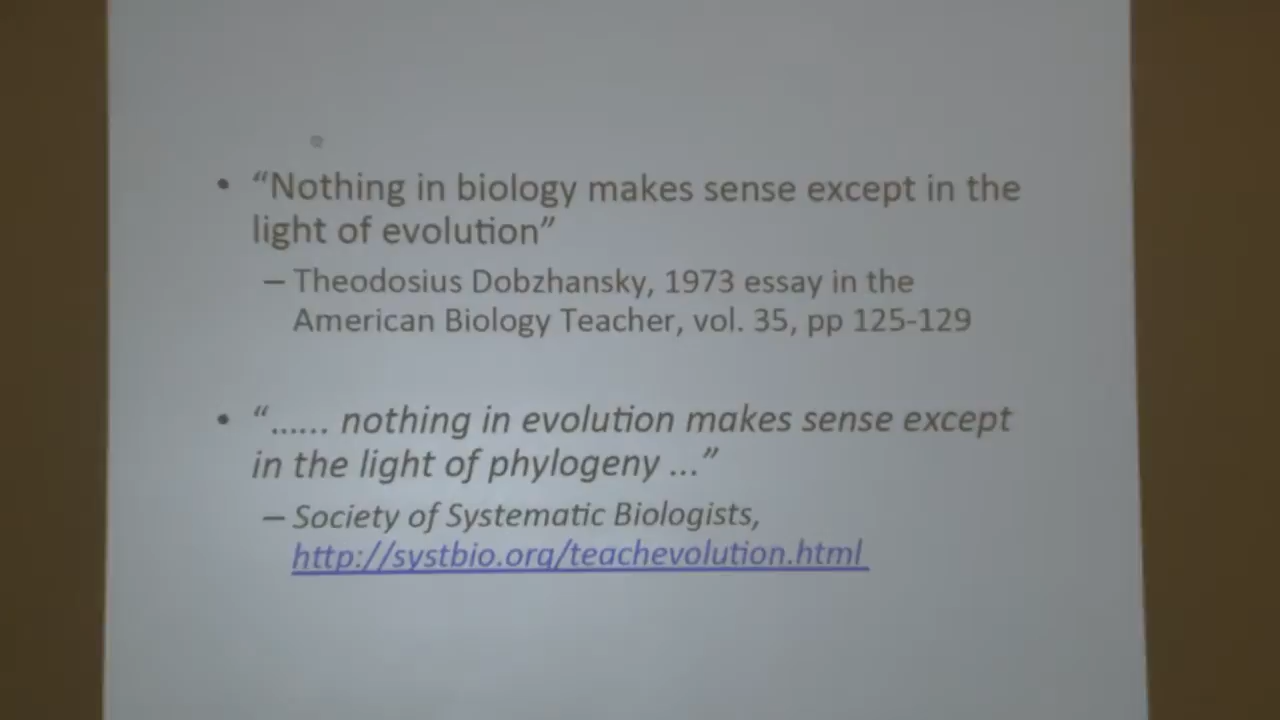 • “Nothing in biology makes sense except in the
light of evolution”
– Theodosius Dobzhansky, 1973 essay in the
American Biology Teacher, vol. 35, pp 125-129
• “...... nothing in evolution makes sense except
in the light of phylogeny ...”
– Society of Systematic Biologists,
http://systbio.org/teachevolution.html